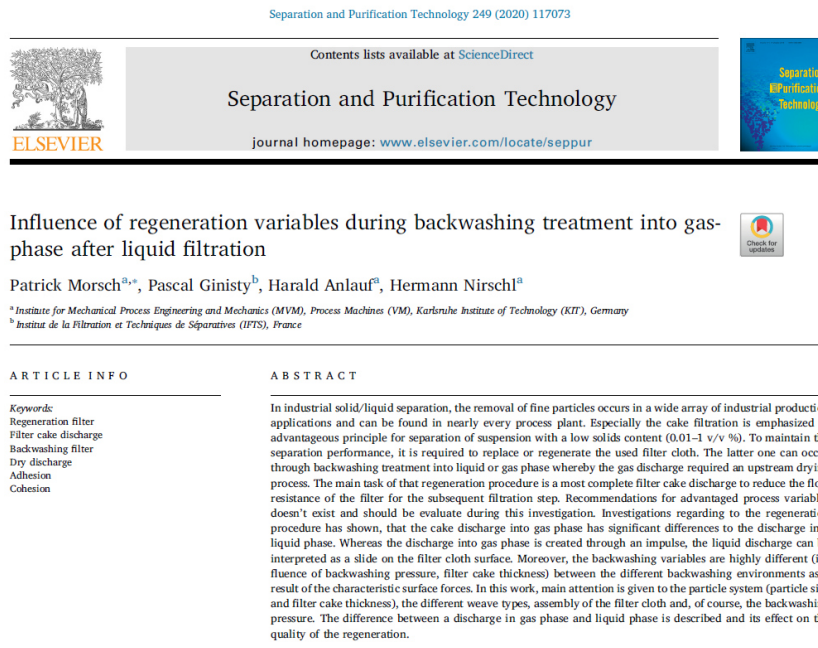 Separation and Purification Technology 249 (2020) 117073
Contents lists available at ScienceDirect
Separation and Purification Technology
journal homepage: www.elsevier.com/locate/seppur
ELSEVIER
Influence of regeneration variables during backwashing treatment into gas-
phase after liquid filtration
Check for
updates
Patrick Morsch a,*, Pascal Ginisty b, Harald Anlauf a, Hermann Nirschl a
a Institute for Mechanical Process Engineering and Mechanics (MVM), Process Machines (VM), Karlsruhe Institute of Technology (KIT), Germany
b Institut de la Filtration et Techniques de Séparatives (IFTS), France
ARTICLE INFO
Keywords:
Regeneration filter
Filter cake discharge
Backwashing filter
Dry discharge
Adhesion
Cohesion
ABSTRACT
In industrial solid/liquid separation, the removal of fine particles occurs in a wide array of industrial
applications and can be found in nearly every process plant. Especially the cake filtration is emphasized
advantageous principle for separation of suspension with a low solids content (0.01–1 v/v %). To maintain
separation performance, it is required to replace or regenerate the used filter cloth. The latter one can
through backwashing treatment into liquid or gas phase whereby the gas discharge required an upstream
process. The main task of that regeneration procedure is a most complete filter cake discharge to reduce the
resistance of the filter for the subsequent filtration step. Recommendations for advantaged process
doesn't exist and should be evaluate during this investigation. Investigations regarding to the
procedure has shown, that the cake discharge into gas phase has significant differences to the discharge
liquid phase. Whereas the discharge into gas phase is created through an impulse, the liquid discharge can
interpreted as a slide on the filter cloth surface. Moreover, the backwashing variables are highly different
fluence of backwashing pressure, filter cake thickness) between the different backwashing environments as
result of the characteristic surface forces. In this work, main attention is given to the particle system (particle
and filter cake thickness), the different weave types, assembly of the filter cloth and, of course, the
pressure. The difference between a discharge in gas phase and liquid phase is described and its effect on
quality of the regeneration.